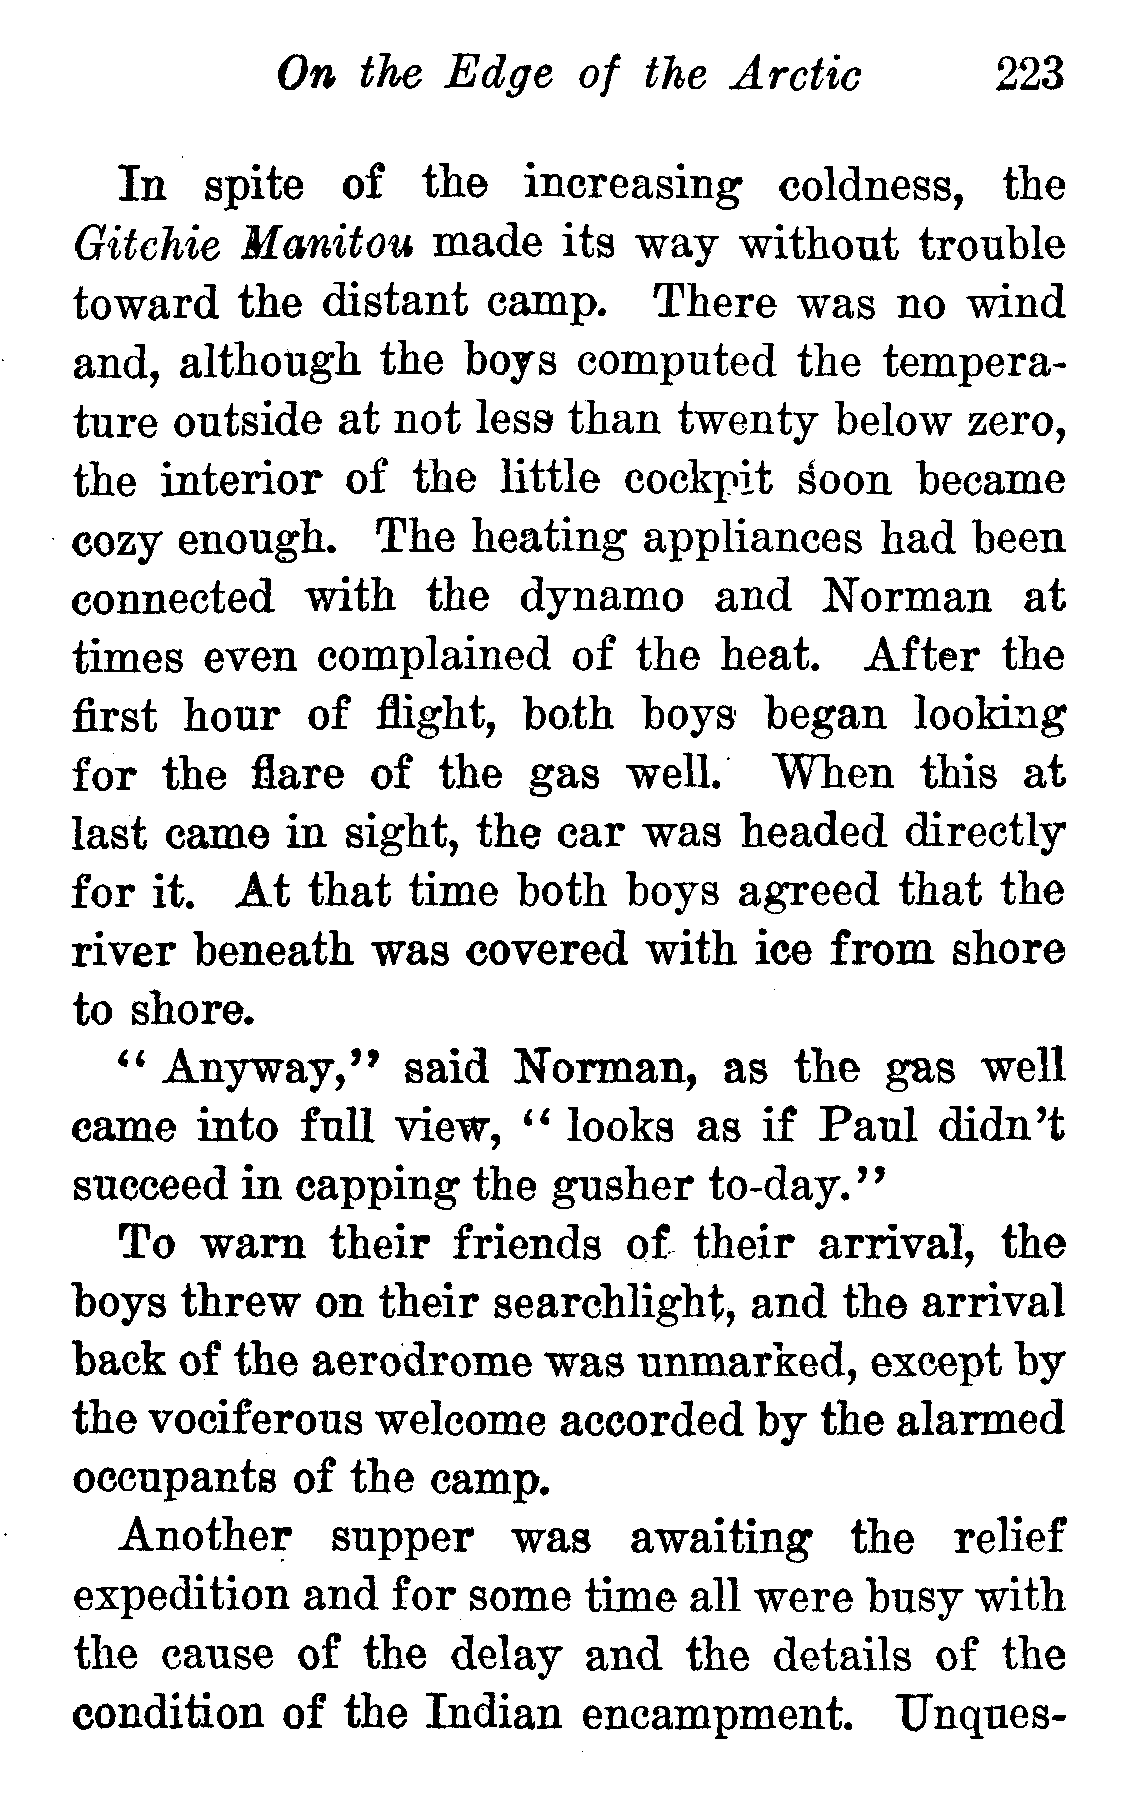 On the Edge of the Arctic 223
In spite of the increasing coldness, the
Gitchie Manitou made its way without trouble
toward the distant camp. There was no wind
and, although the boys computed the tempera-
ture outside at not less than twenty below zero,
the interior of the little cockpit soon became
cozy enough. The heating appliances had been
connected with the dynamo and Norman at
times even complained of the heat. After the
first hour of flight, both boys began looking
for the flare of the gas well. When this at
last came in sight, the car was headed directly
for it. At that time both boys agreed that the
river beneath was covered with ice from shore
to shore.
"Anyway," said Norman, as the gas well
came into full view, "looks as if Paul didn't
succeed in capping the gusher to-day."
To warn their friends of their arrival, the
boys threw on their searchlight, and the arrival
back of the aerodrome was unmarked, except by
the vociferous welcome accorded by the alarmed
occupants of the camp.
Another supper was awaiting the relief
expedition and for some time all were busy with
the cause of the delay and the details of the
condition of the Indian encampment. Unques-